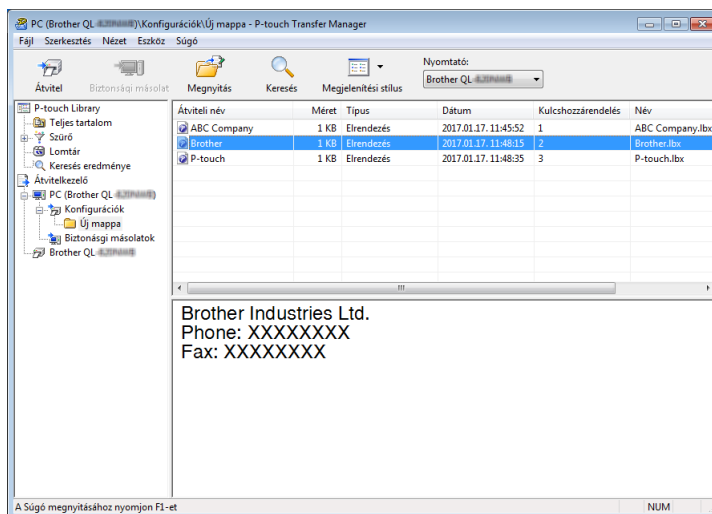 PC (Brother QL-)\Konfigurációk\Új mappa - P-touch Transfer Manager
Fájl Szerkesztés Nézet Eszköz Súgó
Átvitel Biztonsági másolat Megnyitás Keresés Megjelenítési stílus
Nyomtató:
Brother QL-
P-touch Library
Teljes tartalom
Szűrő
Lomtár
Keresés eredménye
Átvitelkezelő
PC (Brother QL-)
Konfigurációk
Új mappa
Biztonásgi másolatok
Brother QL-
Átviteli név Méret Típus Dátum Kulcshozzárendelés Név
ABC Company 1 KB Elrendezés 2017.01.17. 11:45:52 1 ABC Company.lbx
Brother 1 KB Elrendezés 2017.01.17. 11:48:15 2 Brother.lbx
P-touch 1 KB Elrendezés 2017.01.17. 11:48:35 3 P-touch.lbx
Brother Industries Ltd.
Phone: XXXXXXXX
Fax: XXXXXXXX
A Súgó megnyitásához nyomjon F1-et
NUM